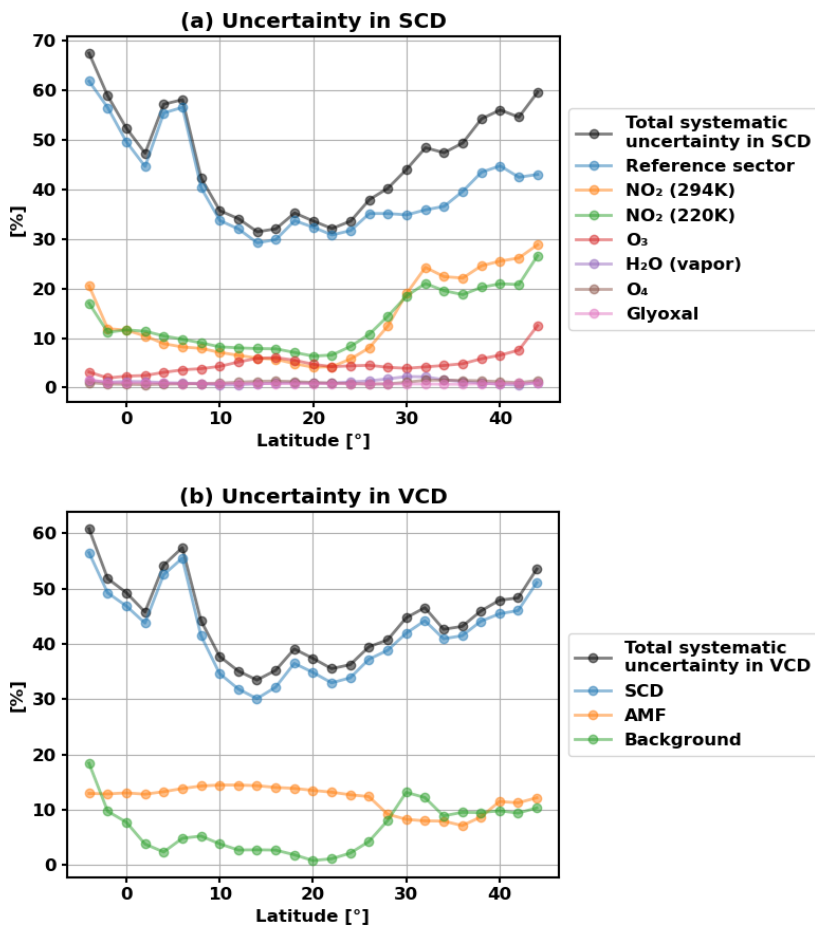 (a) Uncertainty in SCD
70
60
50
40
30
20
10
0
[%]
0 10 20 30 40
Latitude [°]
Total systematic
uncertainty in SCD
Reference sector
NO₂ (294K)
NO₂ (220K)
O₃
H₂O (vapor)
O₄
Glyoxal
(b) Uncertainty in VCD
60
50
40
30
20
10
0
[%]
0 10 20 30 40
Latitude [°]
Total systematic
uncertainty in VCD
SCD
AMF
Background